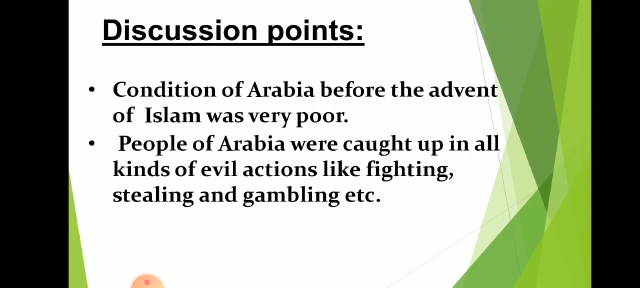 Discussion points:
• Condition of Arabia before the advent
of Islam was very poor.
• People of Arabia were caught up in all
kinds of evil actions like fighting,
stealing and gambling etc.